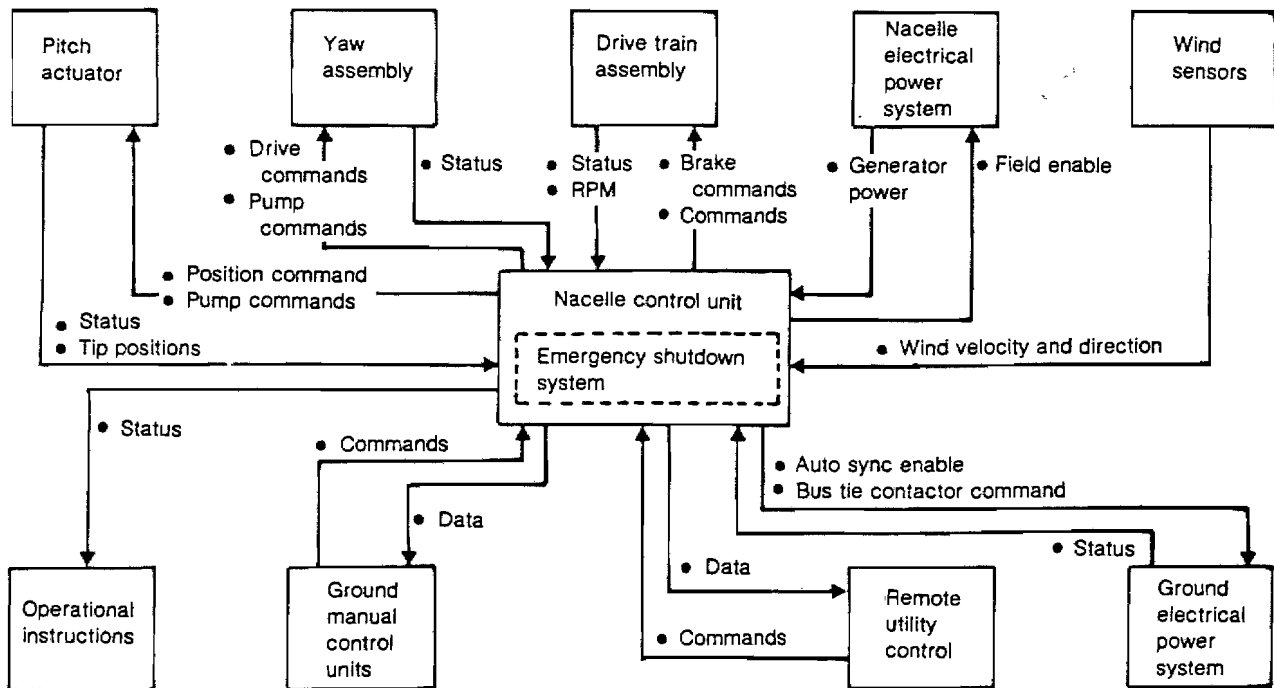 Pitch
actuator
Yaw
assembly
Drive train
assembly
Nacelle
electrical
power
system
Wind
sensors
● Drive
commands
● Pump
commands
● Status
● Status
● RPM
● Brake
commands
● Commands
● Generator
power
● Field enable
● Position command
● Pump commands
● Status
● Tip positions
Nacelle control unit
Emergency shutdown
system
● Wind velocity and direction
● Status
● Commands
● Data
● Auto sync enable
● Bus tie contactor command
● Data
● Commands
● Status
Operational
instructions
Ground
manual
control
units
Remote
utility
control
Ground
electrical
power
system